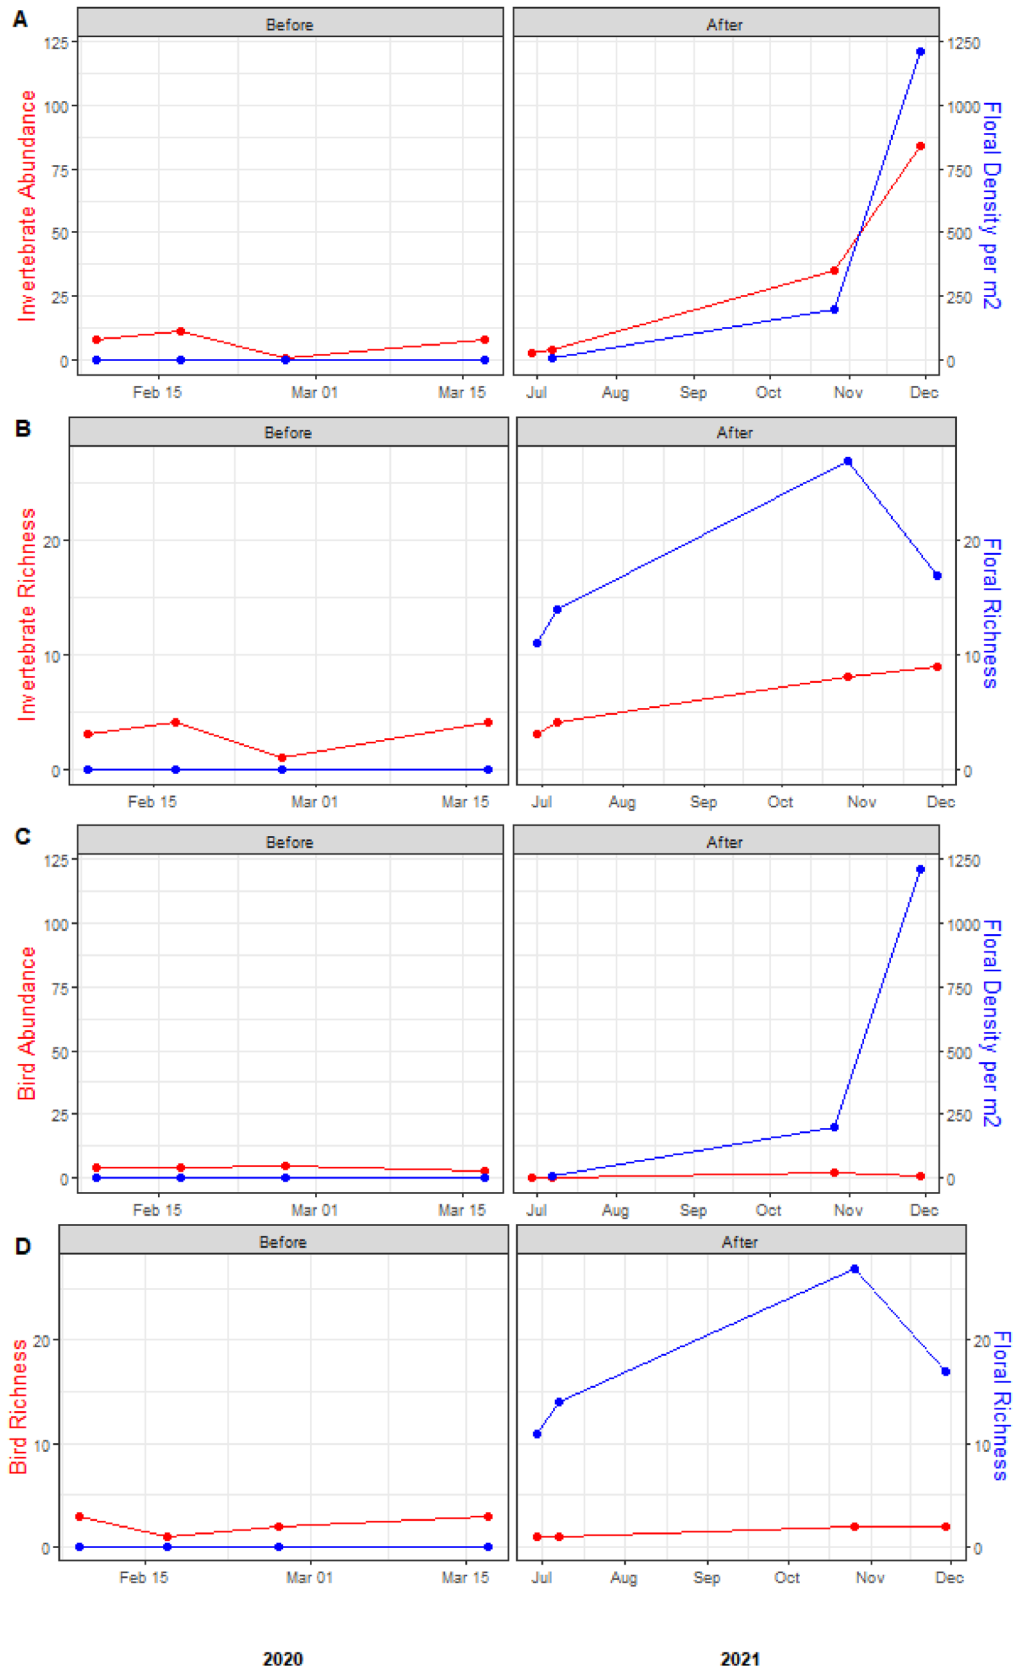 A
Before
After
125
100
75
50
25
0
Invertebrate Abundance
1250
1000
750
500
250
0
Floral Density per m2
Feb 15
Mar 01
Mar 15
Jul
Aug
Sep
Oct
Nov
Dec
B
Before
After
20
10
0
Invertebrate Richness
20
10
0
Floral Richness
Feb 15
Mar 01
Mar 15
Jul
Aug
Sep
Oct
Nov
Dec
C
Before
After
125
100
75
50
25
0
Bird Abundance
1250
1000
750
500
250
0
Floral Density per m2
Feb 15
Mar 01
Mar 15
Jul
Aug
Sep
Oct
Nov
Dec
D
Before
After
20
10
0
Bird Richness
20
10
0
Floral Richness
Feb 15
Mar 01
Mar 15
Jul
Aug
Sep
Oct
Nov
Dec
2020
2021